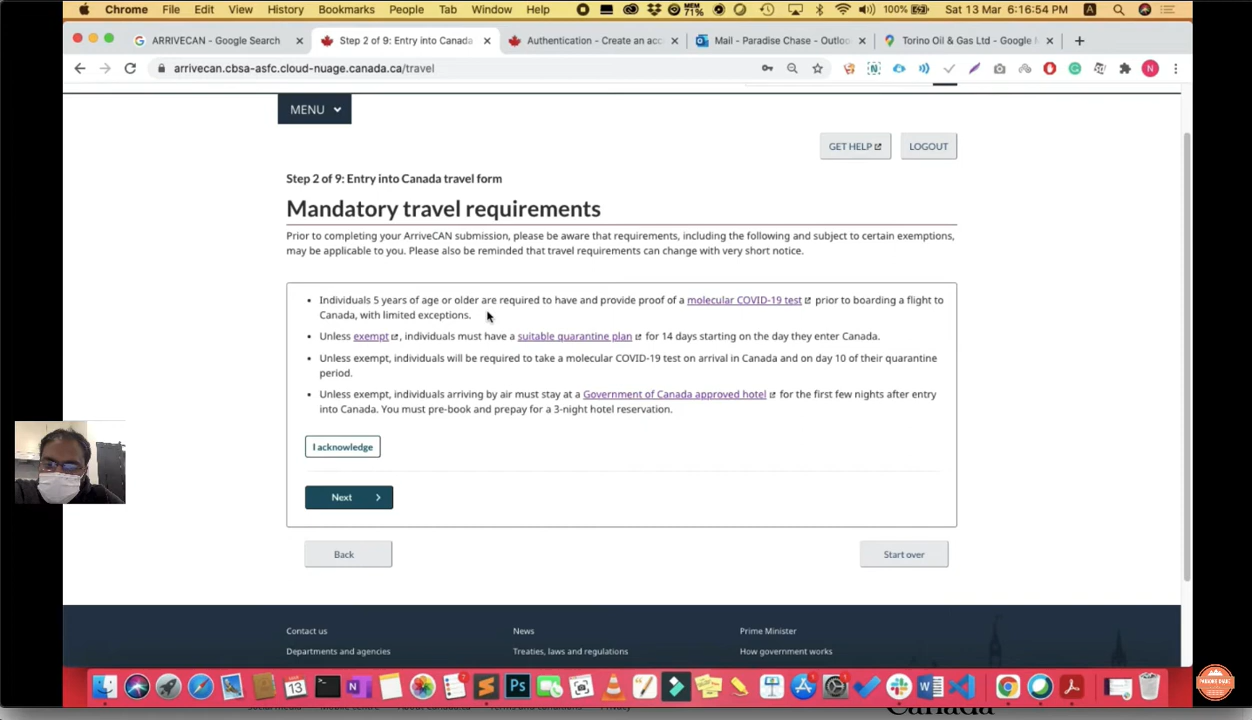 Chrome File Edit View History Bookmarks People Tab Window Help MEM 71% 100% Sat 13 Mar 6:16:54 PM A
ARRIVECAN - Google Search
Step 2 of 9: Entry into Canada
Authentication - Create an acc
Mail - Paradise Chase - Outloo
Torino Oil & Gas Ltd - Google M
arrivecan.cbsa-asfc.cloud-nuage.canada.ca/travel
N
MENU
GET HELP
LOGOUT
Step 2 of 9: Entry into Canada travel form
Mandatory travel requirements
Prior to completing your ArriveCAN submission, please be aware that requirements, including the following and subject to certain exemptions,
may be applicable to you. Please also be reminded that travel requirements can change with very short notice.
• Individuals 5 years of age or older are required to have and provide proof of a molecular COVID-19 test prior to boarding a flight to
Canada, with limited exceptions.
• Unless exempt, individuals must have a suitable quarantine plan for 14 days starting on the day they enter Canada.
• Unless exempt, individuals will be required to take a molecular COVID-19 test on arrival in Canada and on day 10 of their quarantine
period.
• Unless exempt, individuals arriving by air must stay at a Government of Canada approved hotel for the first few nights after entry
into Canada. You must pre-book and prepay for a 3-night hotel reservation.
I acknowledge
Next
Back
Start over
Contact us
News
Prime Minister
Departments and agencies
Treaties, laws and regulations
How government works
MAR
13
N
Ps
W
Canada